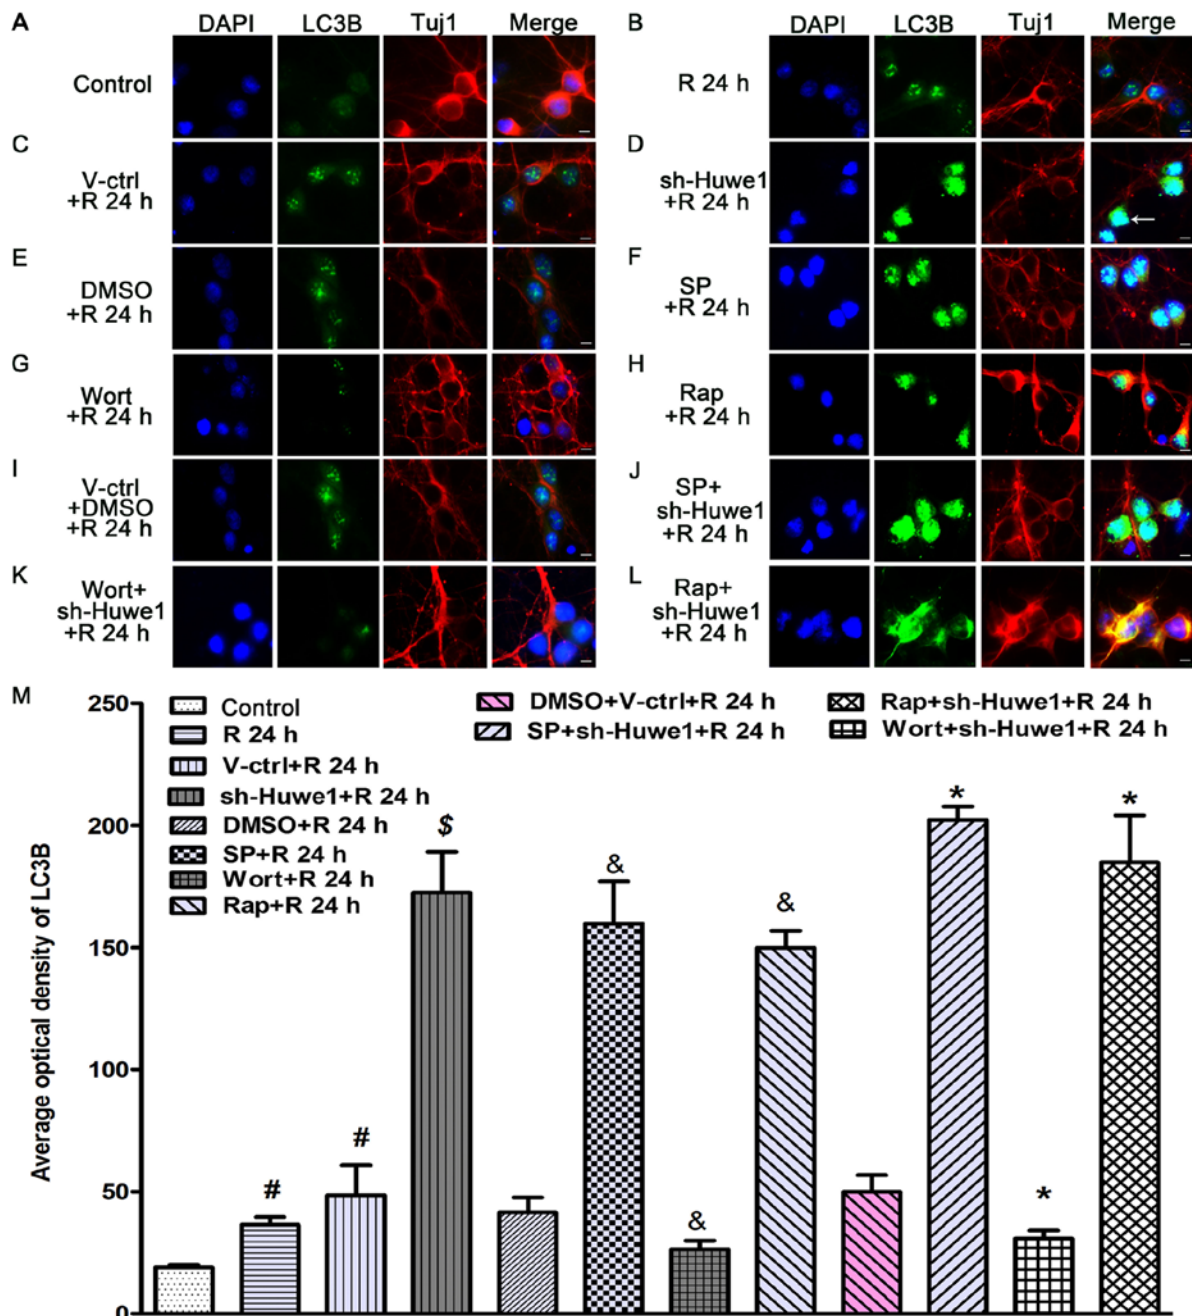 A
DAPI LC3B Tuj1 Merge
Control
B
DAPI LC3B Tuj1 Merge
R 24 h
C
V-ctrl
+R 24 h
D
sh-Huwe1
+R 24 h
E
DMSO
+R 24 h
F
SP
+R 24 h
G
Wort
+R 24 h
H
Rap
+R 24 h
I
V-ctrl
+DMSO
+R 24 h
J
SP+
sh-Huwe1
+R 24 h
K
Wort+
sh-Huwe1
+R 24 h
L
Rap+
sh-Huwe1
+R 24 h
M
Average optical density of LC3B
250
200
150
100
50
0
Control
R 24 h
V-ctrl+R 24 h
sh-Huwe1+R 24 h
DMSO+R 24 h
SP+R 24 h
Wort+R 24 h
Rap+R 24 h
DMSO+V-ctrl+R 24 h
SP+sh-Huwe1+R 24 h
Rap+sh-Huwe1+R 24 h
Wort+sh-Huwe1+R 24 h
# # $ & & & * * *